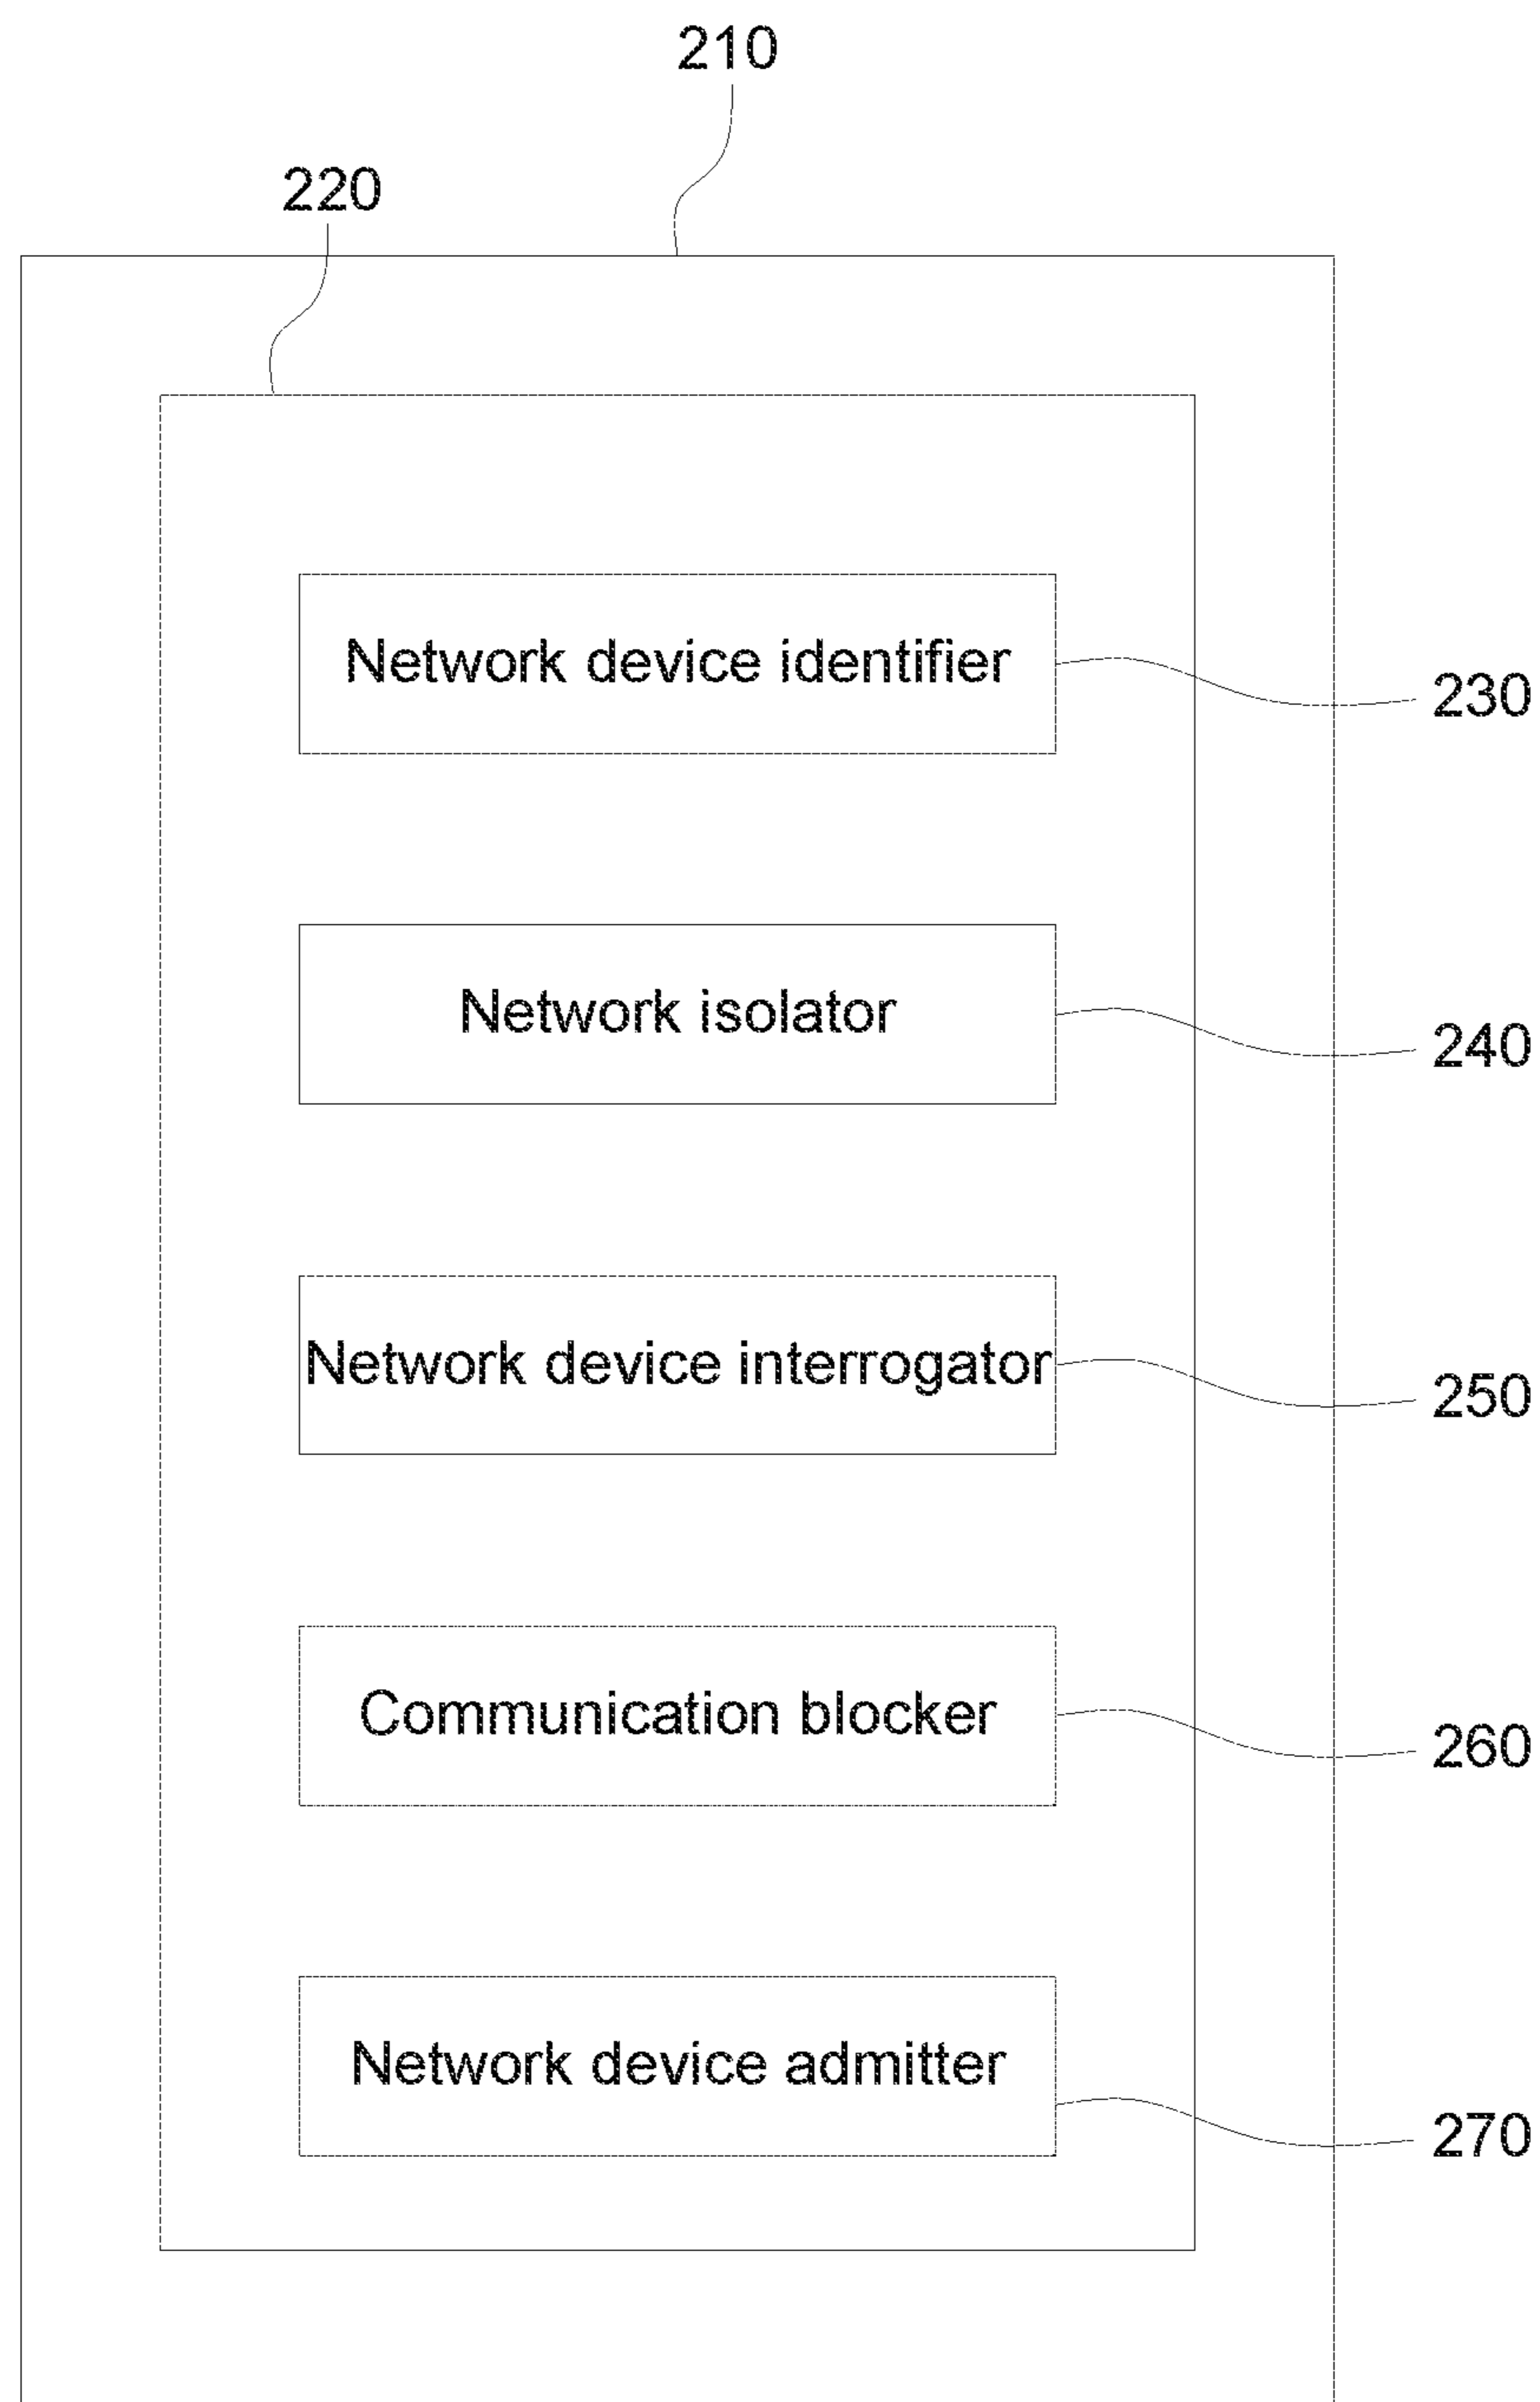 210
220
Network device identifier
230
Network isolator
240
Network device interrogator
250
Communication blocker
260
Network device admitter
270